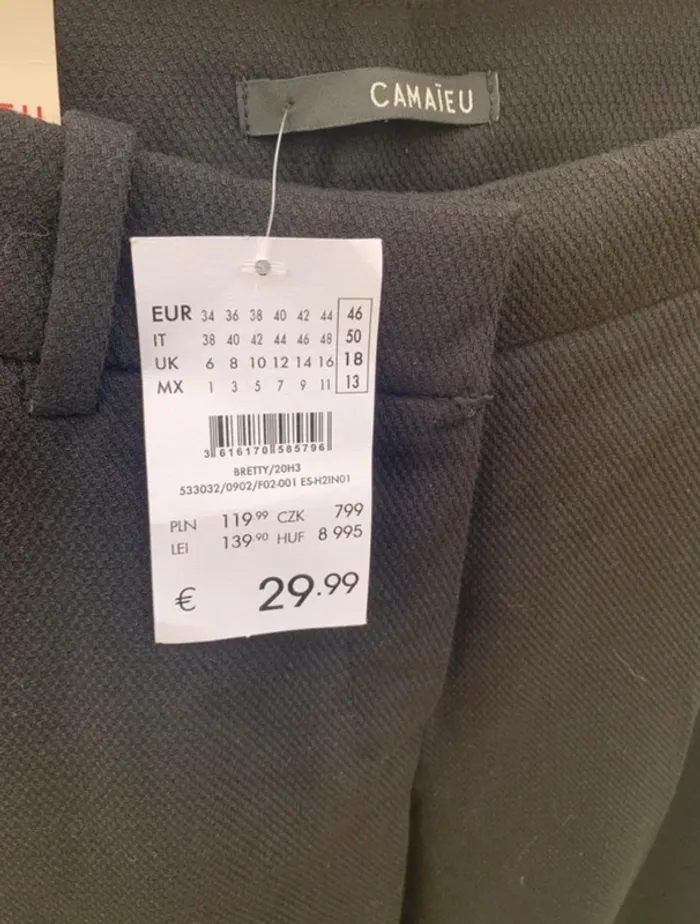 CAMAÏEU
EUR 34 36 38 40 42 44 46
IT 38 40 42 44 46 48 50
UK 6 8 10 12 14 16 18
MX 1 3 5 7 9 11 13
3 616170 585796
BRETTY/20H3
533032/0902/F02-001 ES-H2IN01
PLN 119.99 CZK 799
LEI 139.90 HUF 8 995
€ 29.99